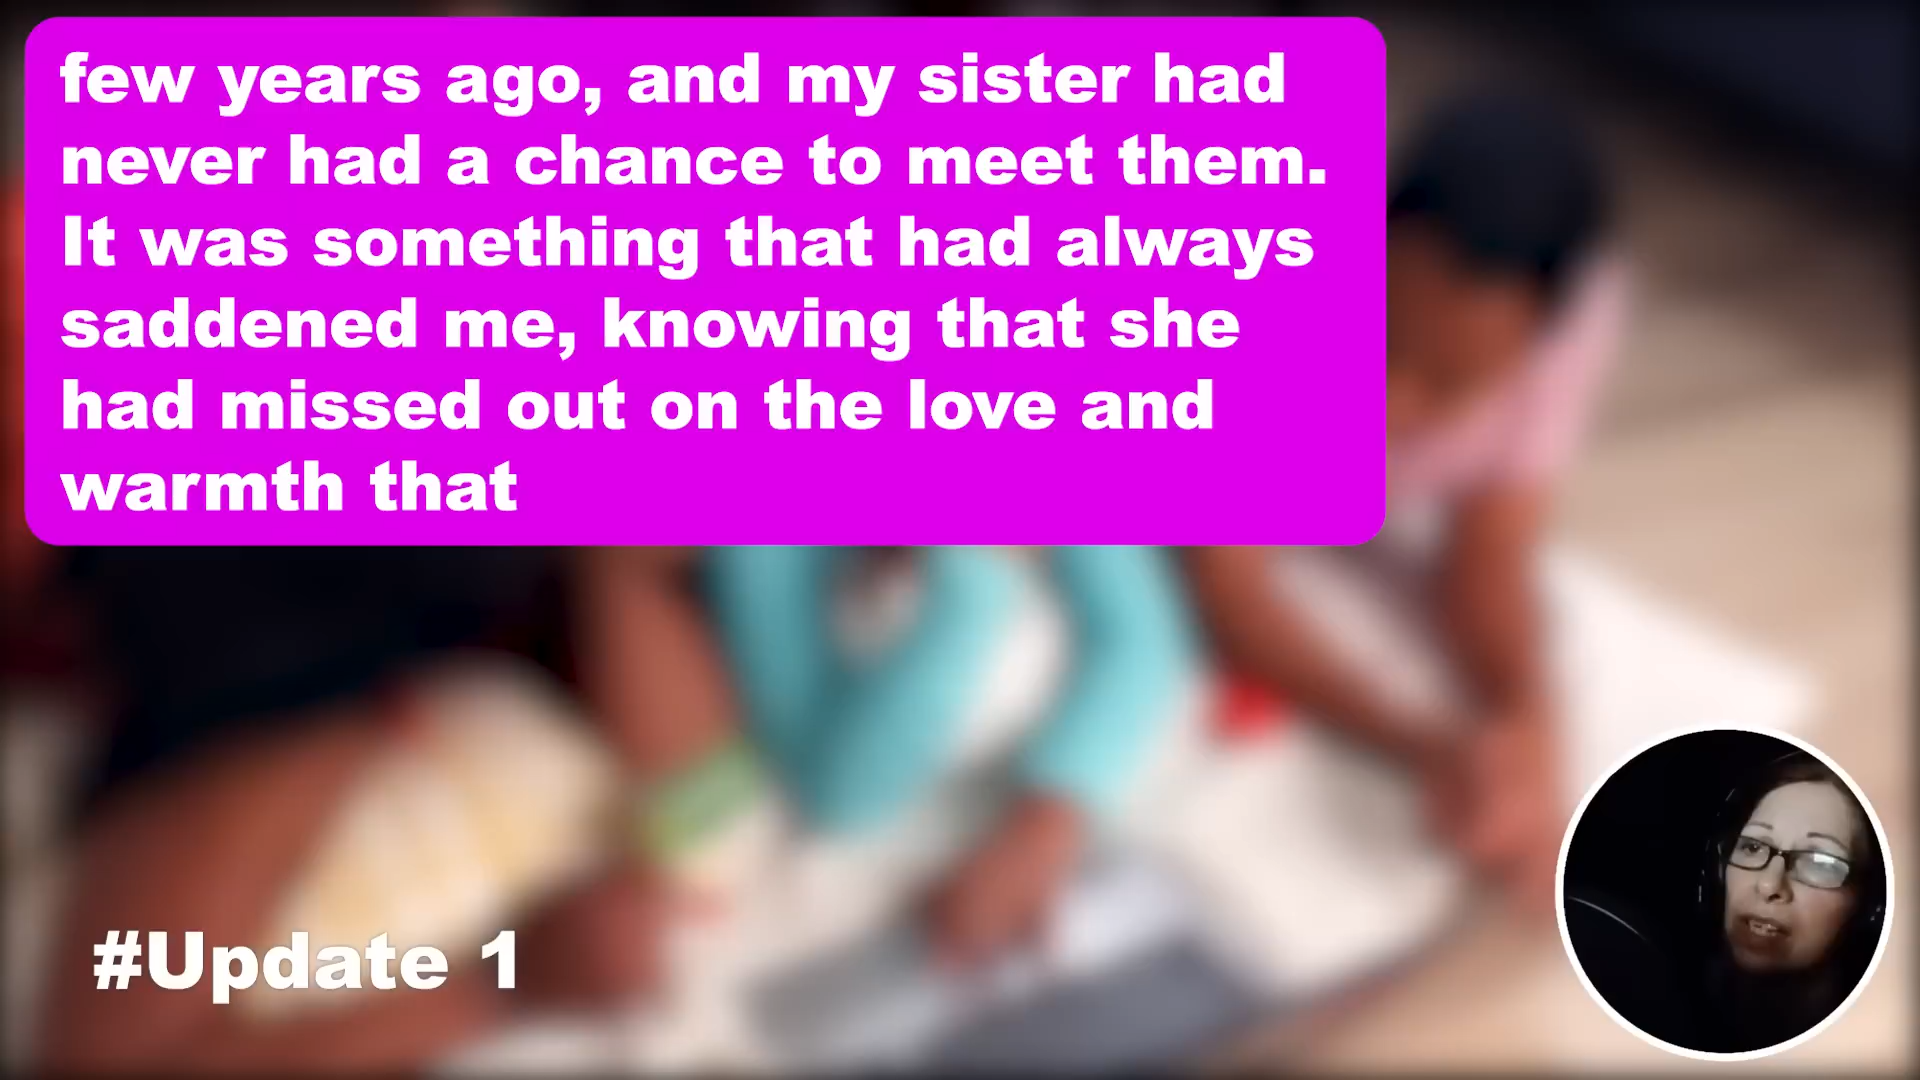 few years ago, and my sister had
never had a chance to meet them.
It was something that had always
saddened me, knowing that she
had missed out on the love and
warmth that
#Update 1